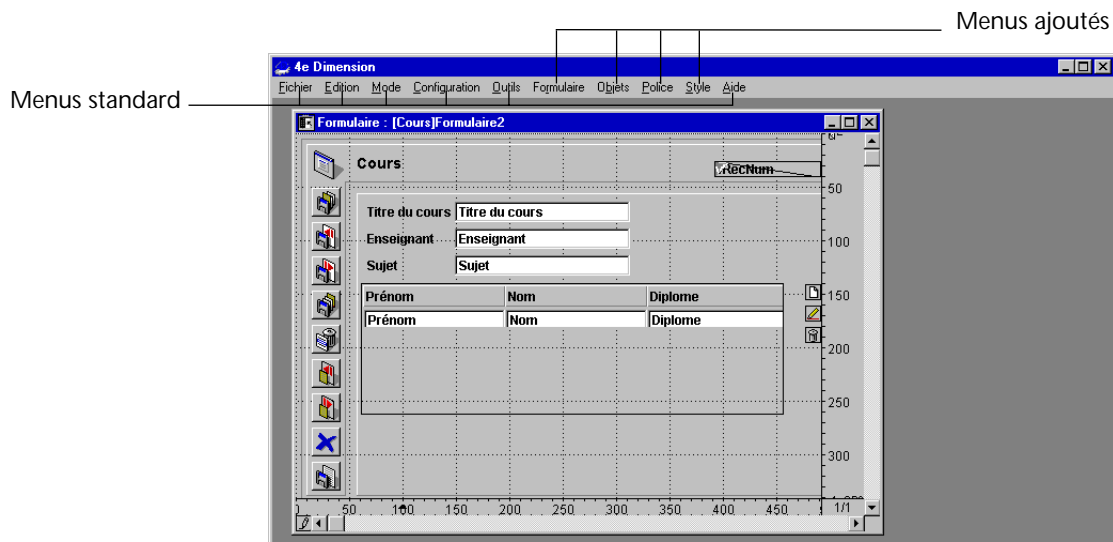 Menus ajoutés
Menus standard
4e Dimension
Fichier Edition Mode Configuration Outils Formulaire Objets Police Style Aide
Formulaire : [Cours]Formulaire2
Cours
RecNum
Titre du cours Titre du cours
Enseignant Enseignant
Sujet Sujet
Prénom Nom Diplome
Prénom Nom Diplome
50
100
150
200
250
300
0 50 100 150 200 250 300 350 400 450
1/1